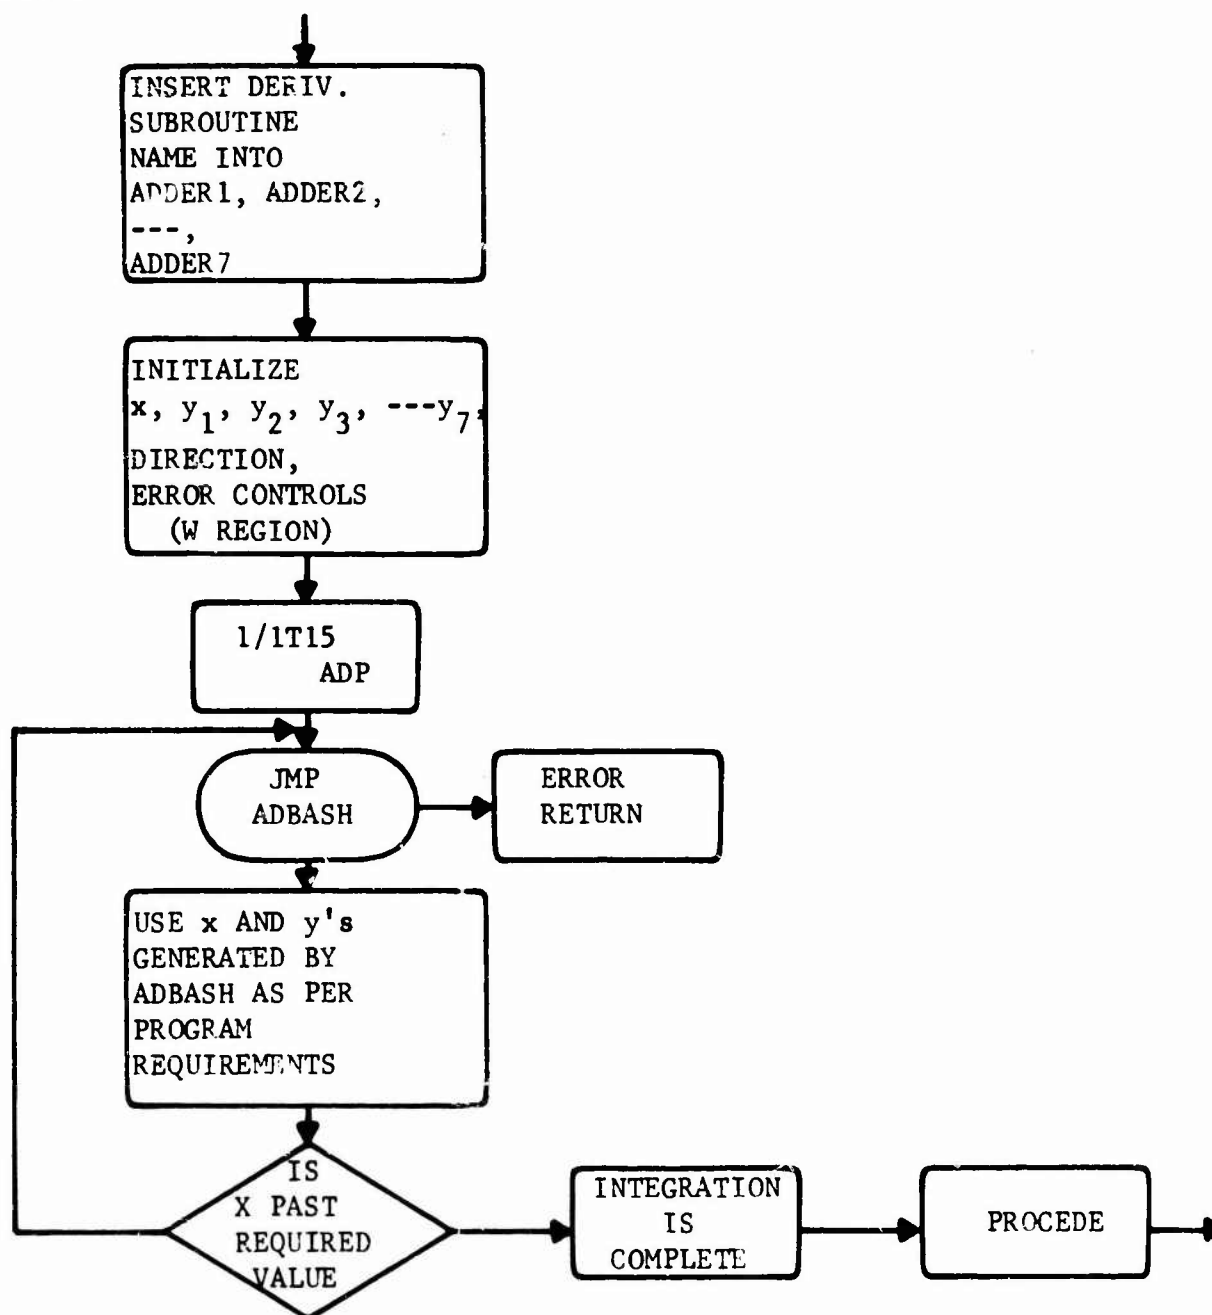 INSERT DERIV.
SUBROUTINE
NAME INTO
ADDER1, ADDER2,
---,
ADDER7
INITIALIZE
x, y₁, y₂, y₃, ---y₇,
DIRECTION,
ERROR CONTROLS
(W REGION)
1/1T15
ADP
JMP
ADBASH
ERROR
RETURN
USE x AND y's
GENERATED BY
ADBASH AS PER
PROGRAM
REQUIREMENTS
IS
X PAST
REQUIRED
VALUE
INTEGRATION
IS
COMPLETE
PROCEDE